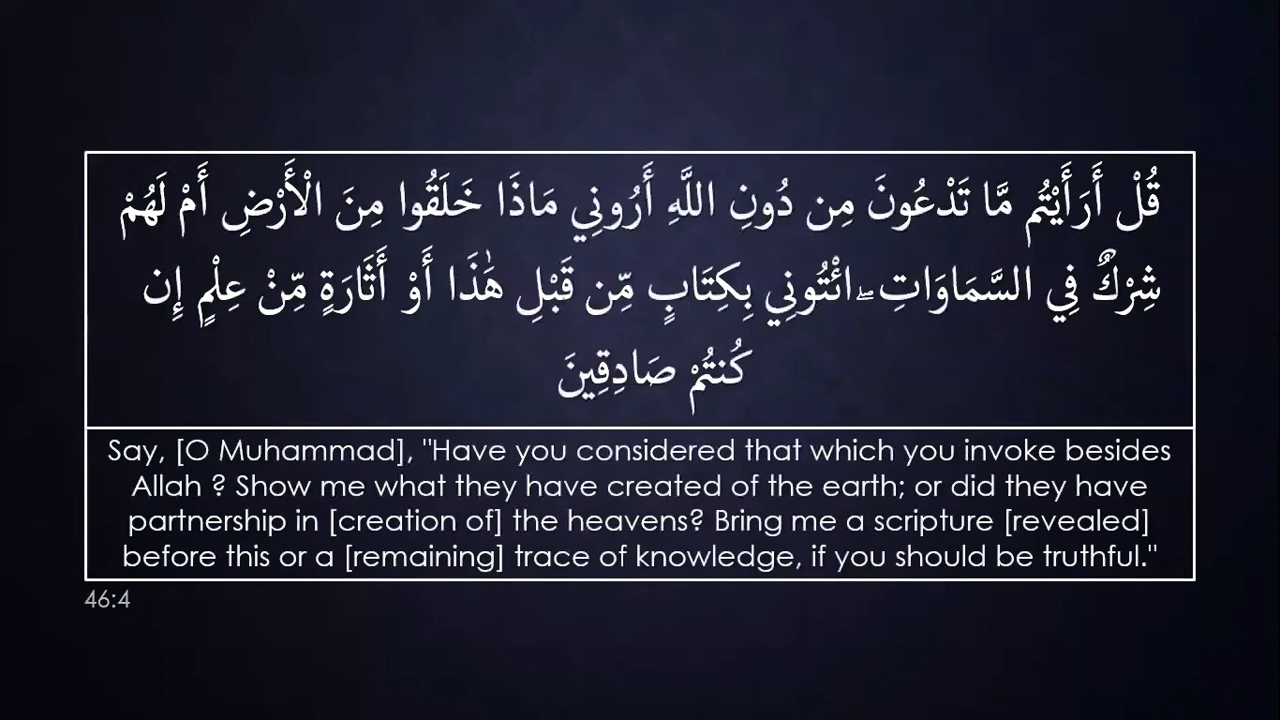 قُلْ أَرَأَيْتُم مَّا تَدْعُونَ مِن دُونِ اللَّهِ أَرُونِي مَاذَا خَلَقُوا مِنَ الْأَرْضِ أَمْ لَهُمْ
شِرْكٌ فِي السَّمَاوَاتِ ۖ ائْتُونِي بِكِتَابٍ مِّن قَبْلِ هَٰذَا أَوْ أَثَارَةٍ مِّنْ عِلْمٍ إِن
كُنتُمْ صَادِقِينَ
Say, [O Muhammad], "Have you considered that which you invoke besides
Allah ? Show me what they have created of the earth; or did they have
partnership in [creation of] the heavens? Bring me a scripture [revealed]
before this or a [remaining] trace of knowledge, if you should be truthful."
46:4